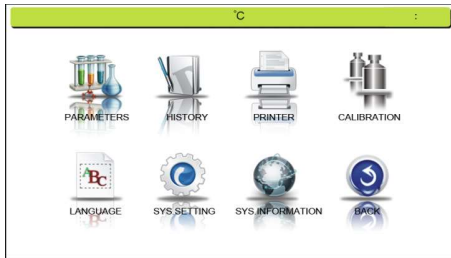 °C :
PARAMETERS HISTORY PRINTER CALIBRATION
ABC
LANGUAGE SYS.SETTING SYS.INFORMATION BACK